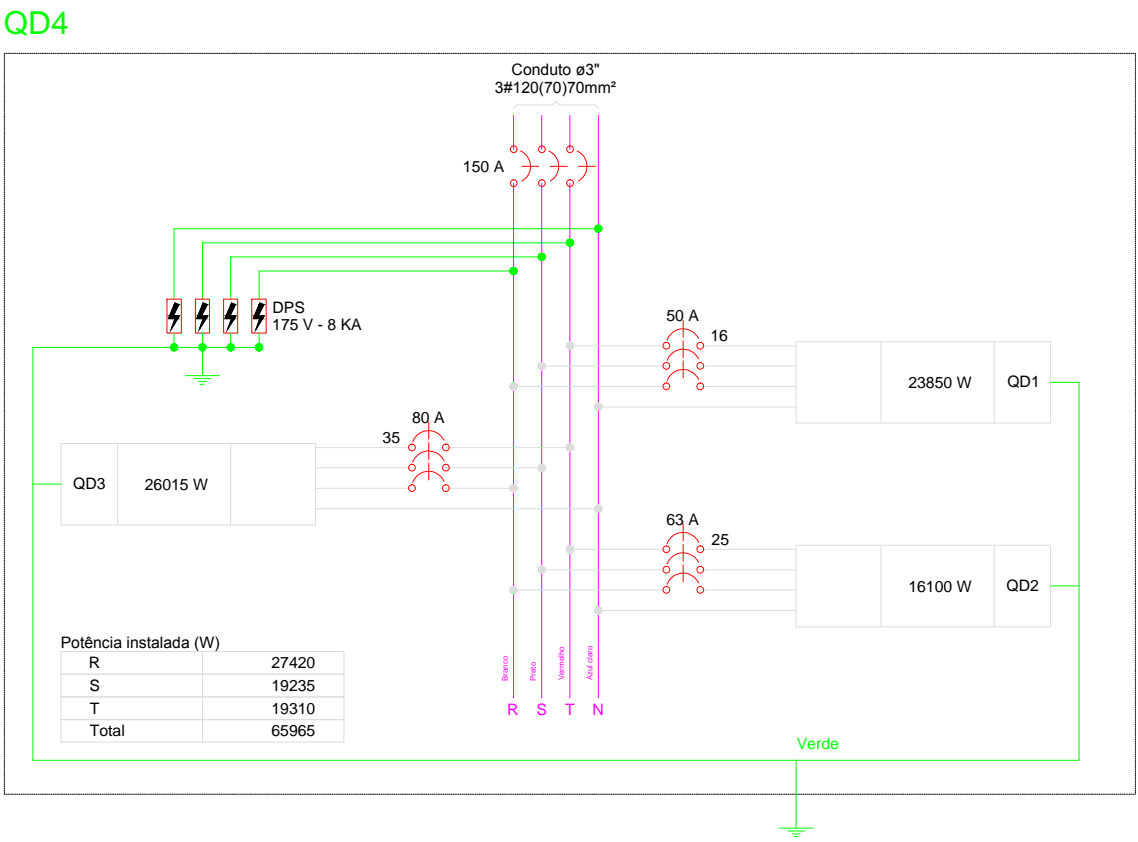 QD4
Conduto ø3"
3#120(70)70mm²
150 A
DPS
175 V - 8 KA
50 A
16
23850 W
QD1
80 A
35
QD3
26015 W
63 A
25
16100 W
QD2
Potência instalada (W)
R 27420
S 19235
T 19310
Total 65965
Branco
Preto
Vermelho
Azul claro
R S T N
Verde